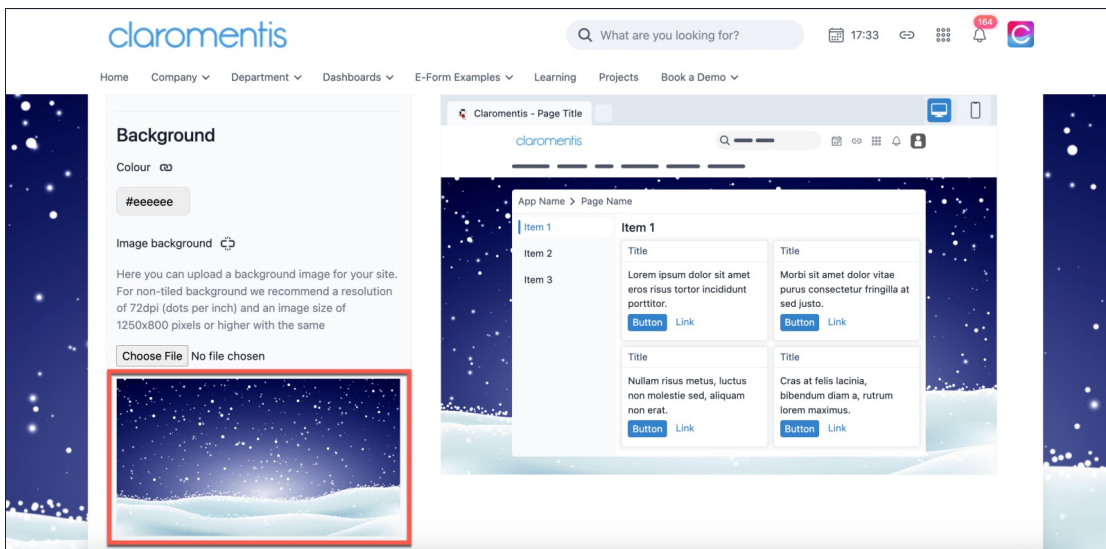 claromentis
What are you looking for?
17:33
164
Home Company Department Dashboards E-Form Examples Learning Projects Book a Demo
Background
Colour
#eeeeee
Image background
Here you can upload a background image for your site.
For non-tiled background we recommend a resolution
of 72dpi (dots per inch) and an image size of
1250x800 pixels or higher with the same
Choose File No file chosen
Claromentis - Page Title
claromentis
App Name > Page Name
Item 1
Item 2
Item 3
Item 1
Title
Lorem ipsum dolor sit amet
eros risus tortor incididunt
porttitor.
Button Link
Title
Morbi sit amet dolor vitae
purus consectetur fringilla at
sed justo.
Button Link
Title
Nullam risus metus, luctus
non molestie sed, aliquam
non erat.
Button Link
Title
Cras at felis lacinia,
bibendum diam a, rutrum
lorem maximus.
Button Link